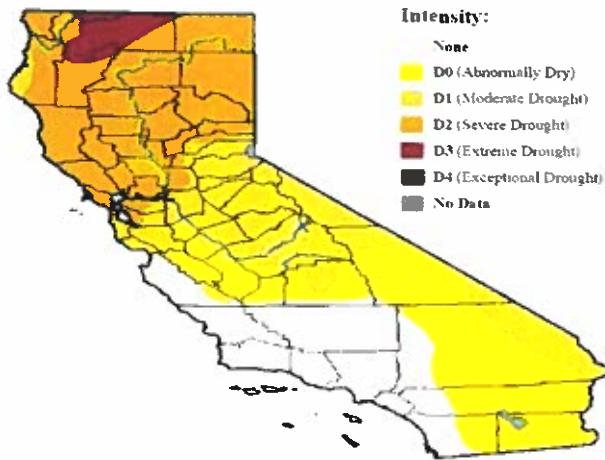 Intensity:
None
D0 (Abnormally Dry)
D1 (Moderate Drought)
D2 (Severe Drought)
D3 (Extreme Drought)
D4 (Exceptional Drought)
No Data